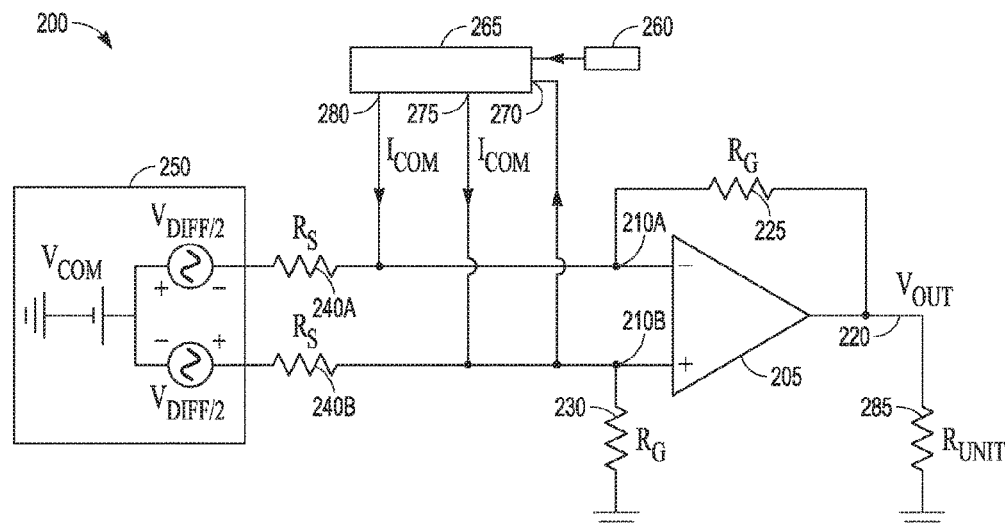 200
265
260
280
275
270
I_COM
I_COM
250
R_G
V_DIFF/2
225
R_S
210A
V_COM
+
-
−
240A
V_OUT
R_S
210B
220
-
+
+
205
240B
V_DIFF/2
230
285
R_G
R_UNIT